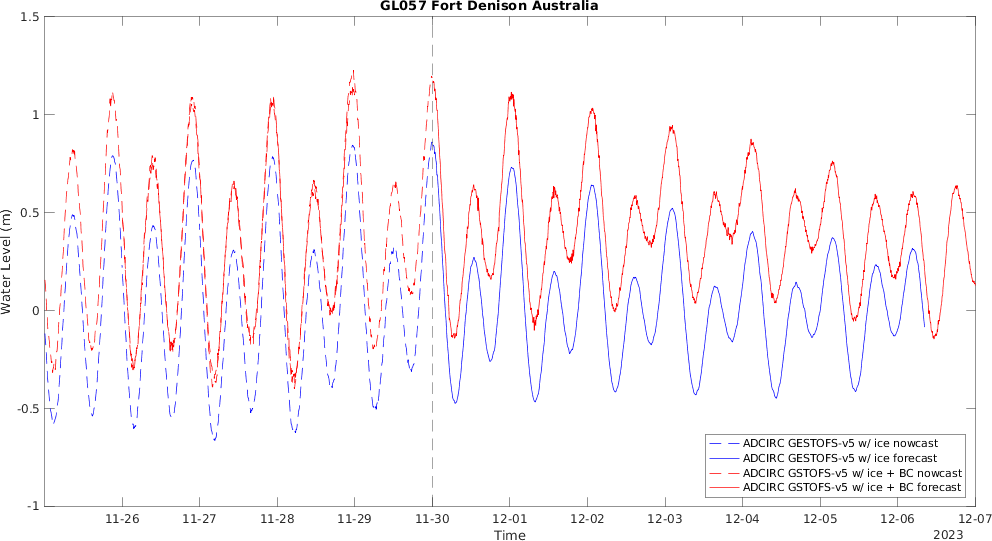 GL057 Fort Denison Australia
1.5
1
0.5
0
-0.5
-1
Water Level (m)
11-26 11-27 11-28 11-29 11-30 12-01 12-02 12-03 12-04 12-05 12-06 12-07
Time
2023
ADCIRC GESTOFS-v5 w/ ice nowcast
ADCIRC GESTOFS-v5 w/ ice forecast
ADCIRC GSTOFS-v5 w/ ice + BC nowcast
ADCIRC GSTOFS-v5 w/ ice + BC forecast